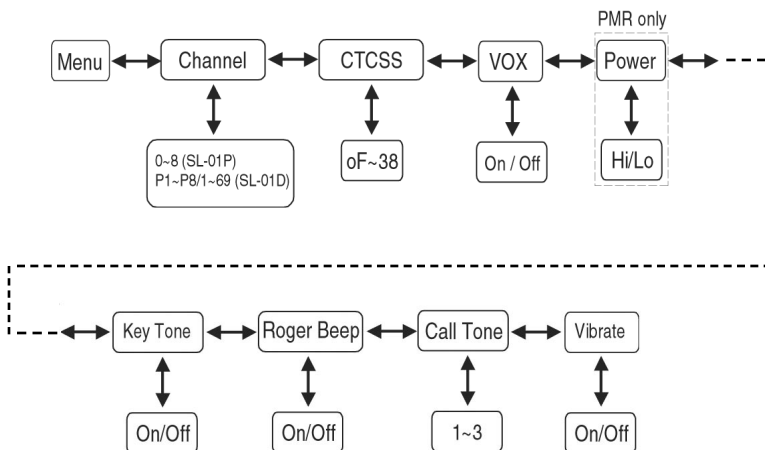 PMR only
Menu
Channel
CTCSS
VOX
Power
0~8 (SL-01P)
P1~P8/1~69 (SL-01D)
oF~38
On / Off
Hi/Lo
Key Tone
Roger Beep
Call Tone
Vibrate
On/Off
On/Off
1~3
On/Off